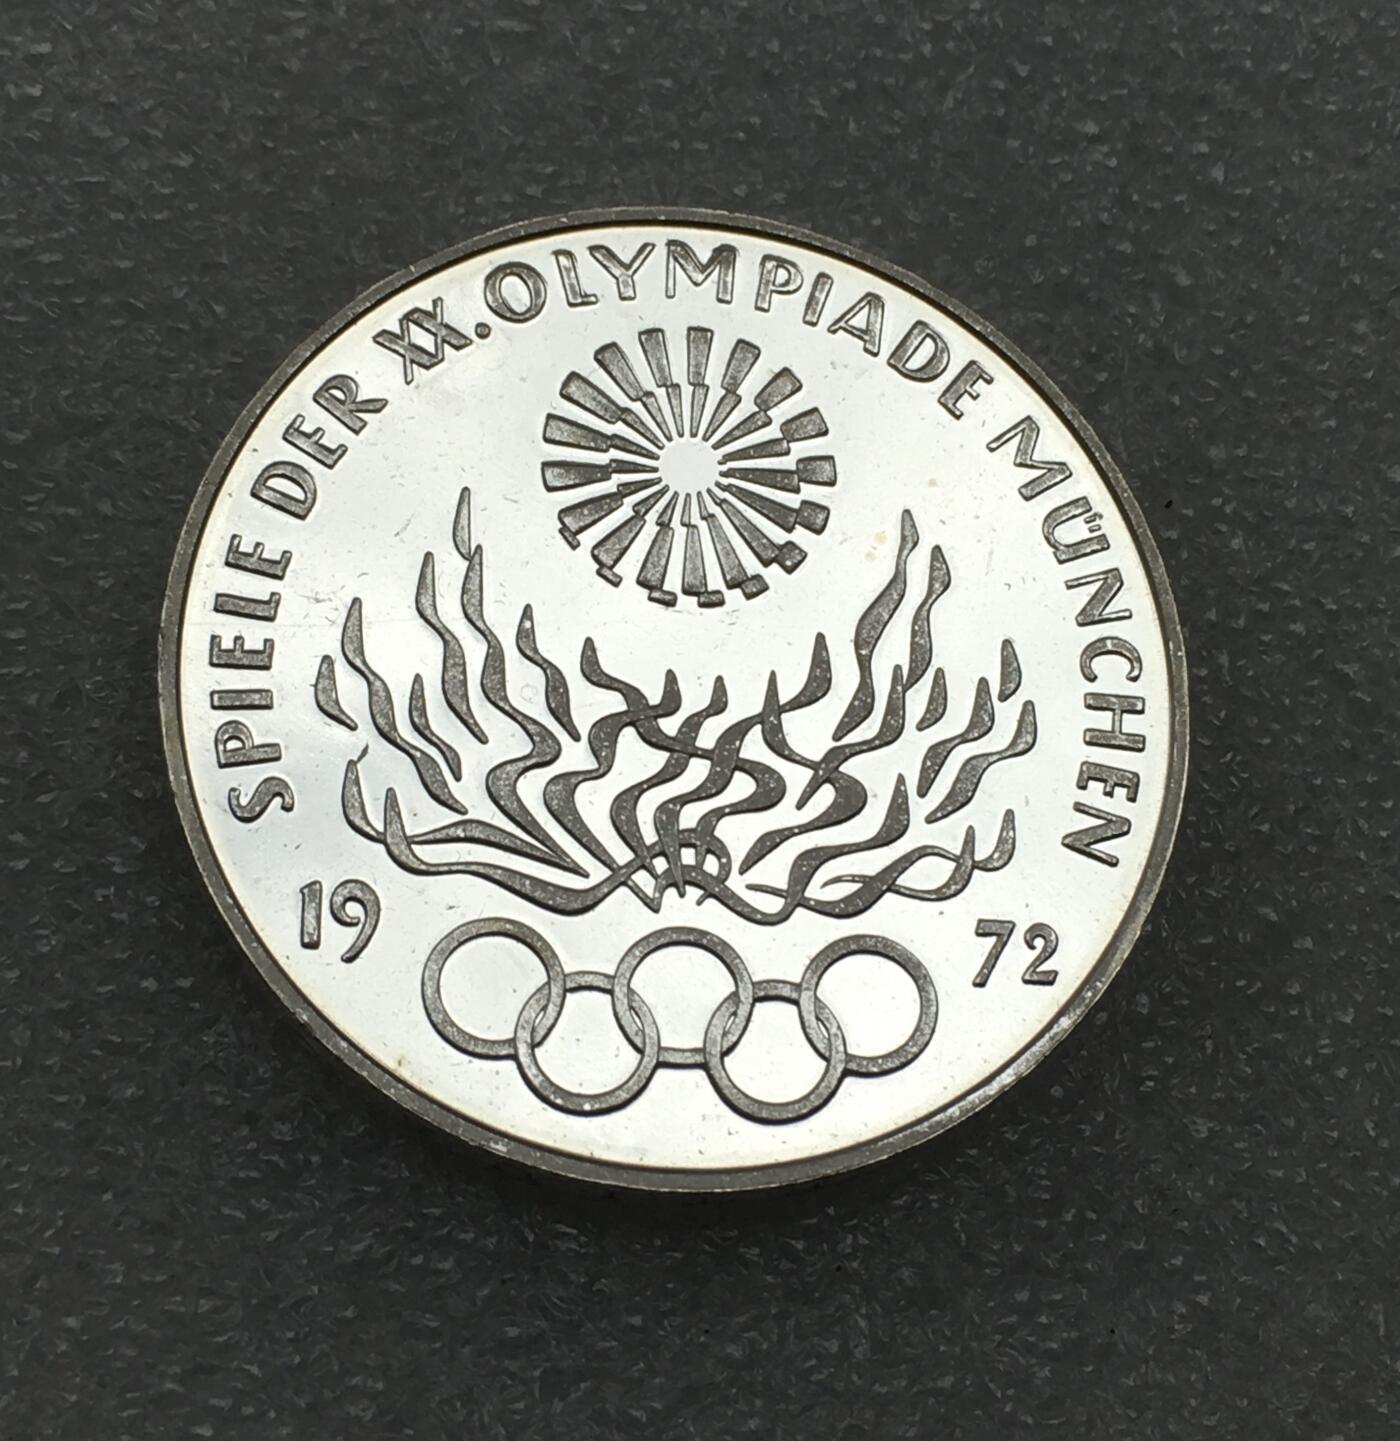 SPIELE DER XX. OLYMPIADE MÜNCHEN
19 72